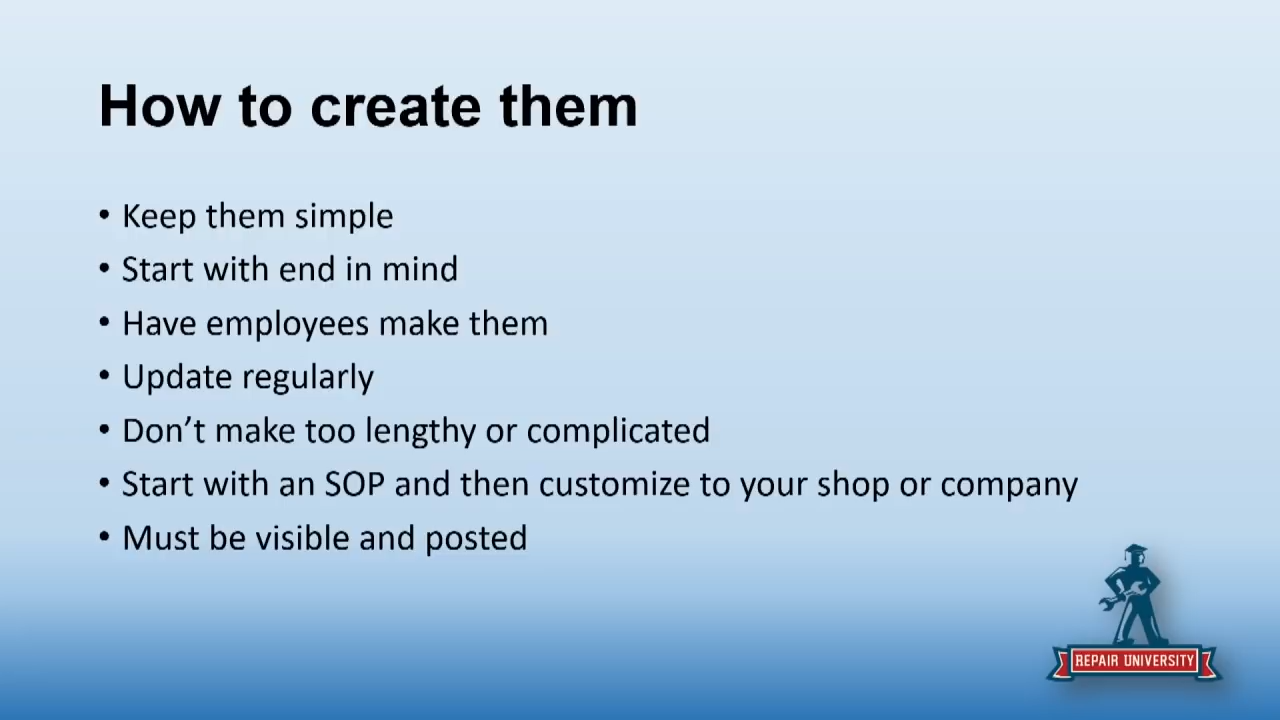 How to create them
• Keep them simple
• Start with end in mind
• Have employees make them
• Update regularly
• Don’t make too lengthy or complicated
• Start with an SOP and then customize to your shop or company
• Must be visible and posted
REPAIR UNIVERSITY